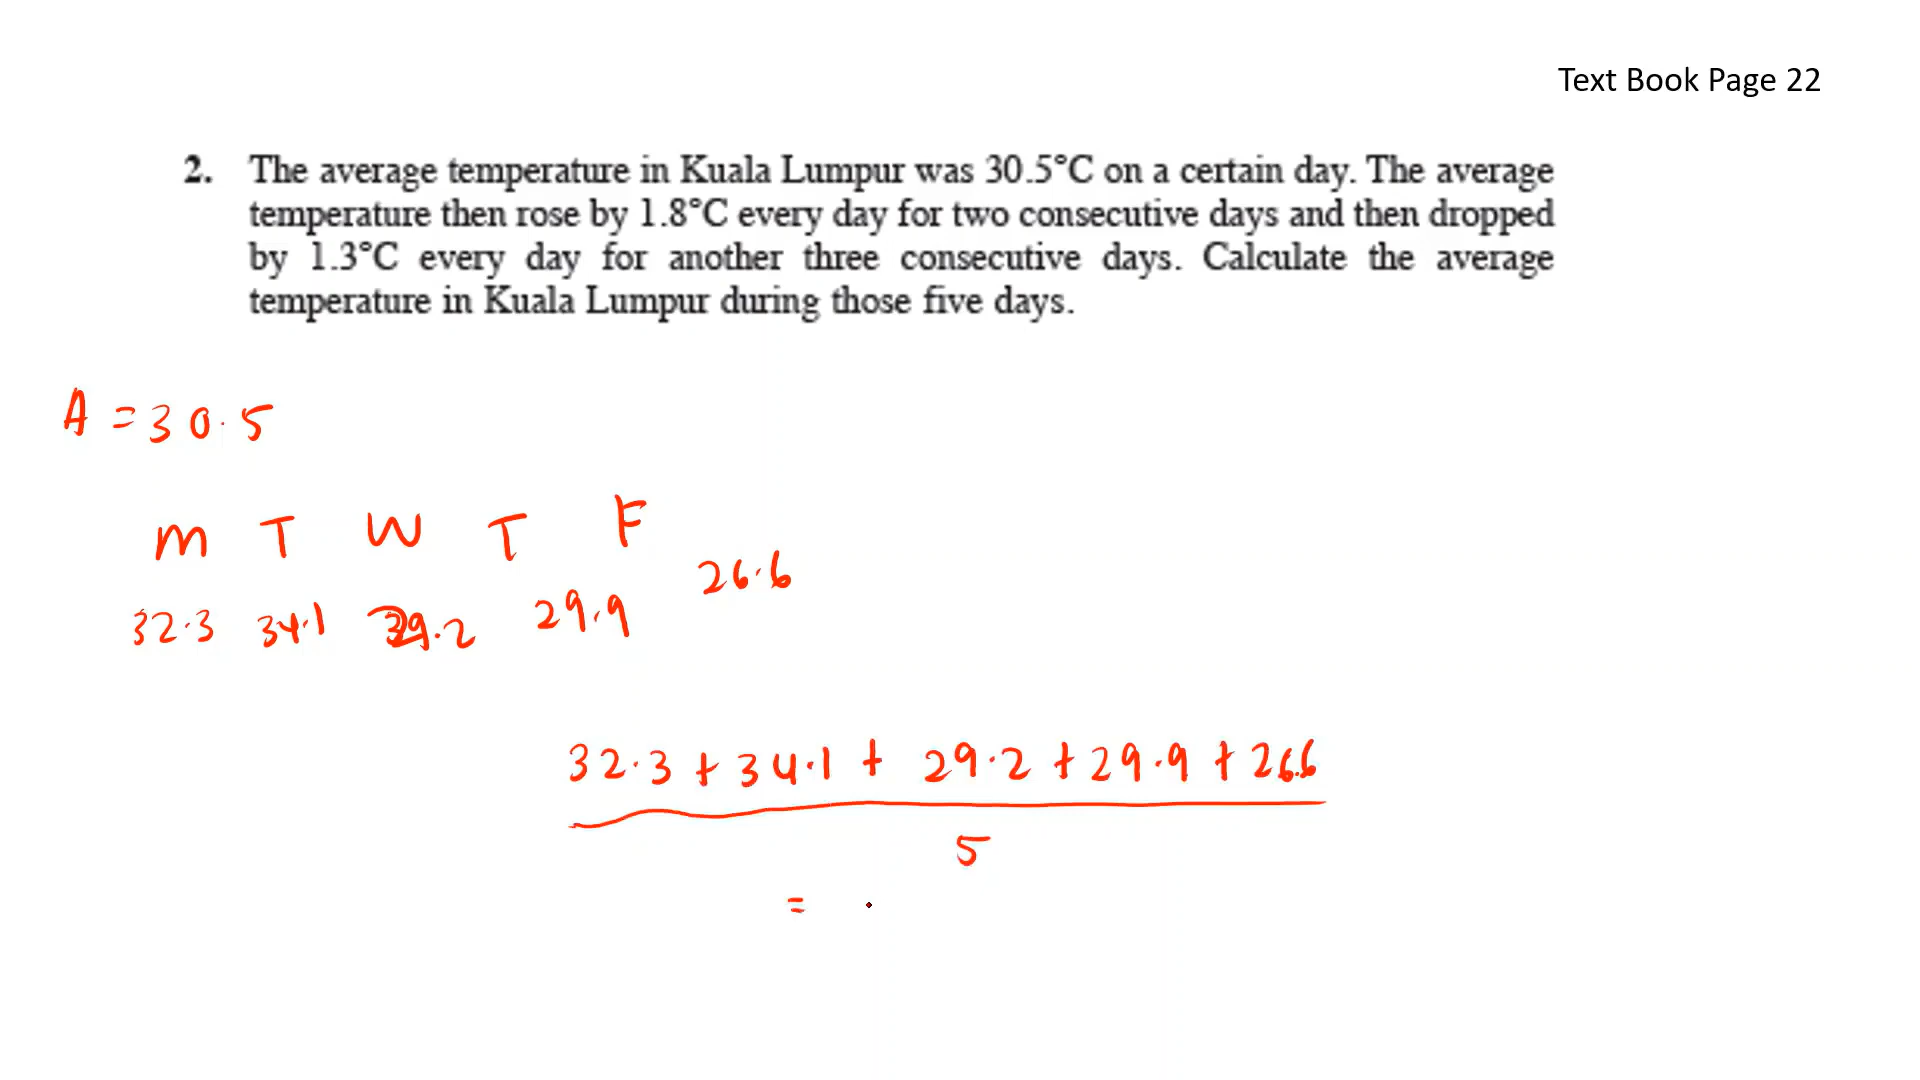 Text Book Page 22
2. The average temperature in Kuala Lumpur was 30.5°C on a certain day. The average
temperature then rose by 1.8°C every day for two consecutive days and then dropped
by 1.3°C every day for another three consecutive days. Calculate the average
temperature in Kuala Lumpur during those five days.
A = 30.5
M T W T F
32.3 34.1 29.2 29.9 26.6
32.3 + 34.1 + 29.2 + 29.9 + 26.6
5
=